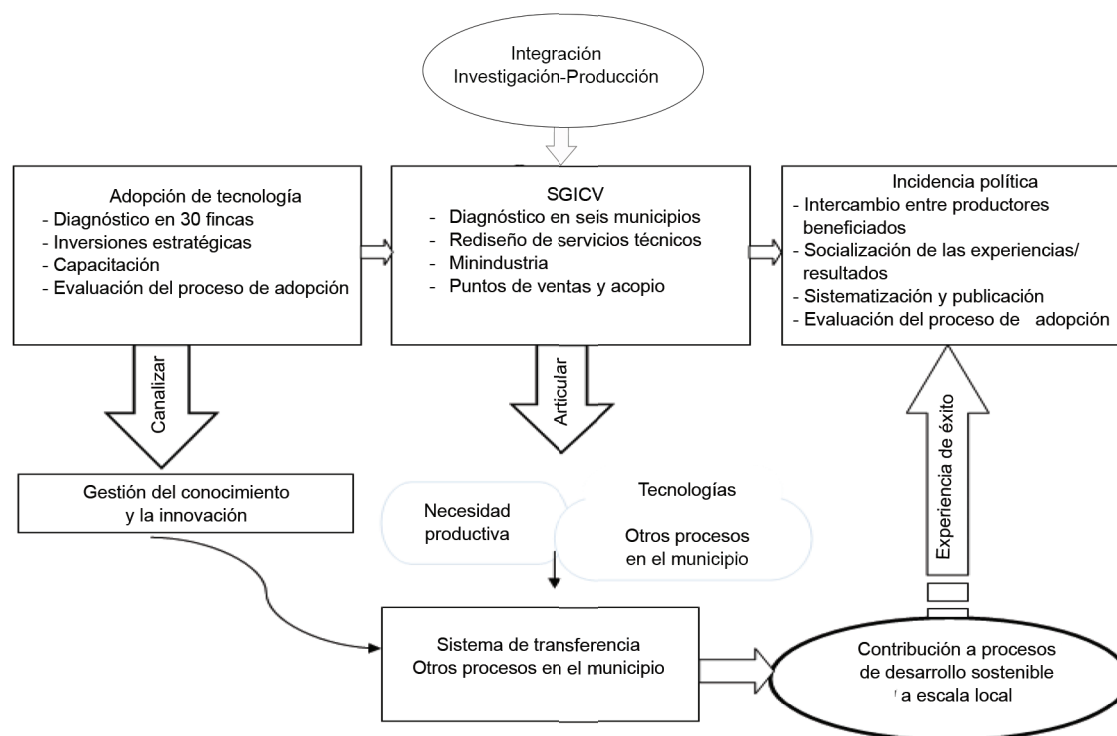 Integración
Investigación-Producción
Adopción de tecnología
- Diagnóstico en 30 fincas
- Inversiones estratégicas
- Capacitación
- Evaluación del proceso de adopción
SGICV
- Diagnóstico en seis municipios
- Rediseño de servicios técnicos
- Minindustria
- Puntos de ventas y acopio
Incidencia política
- Intercambio entre productores
beneficiados
- Socialización de las experiencias/
resultados
- Sistematización y publicación
- Evaluación del proceso de adopción
Canalizar
Articular
Experiencia de éxito
Gestión del conocimiento
y la innovación
Necesidad
productiva
Tecnologías
Otros procesos
en el municipio
Sistema de transferencia
Otros procesos en el municipio
Contribución a procesos
de desarrollo sostenible
a escala local